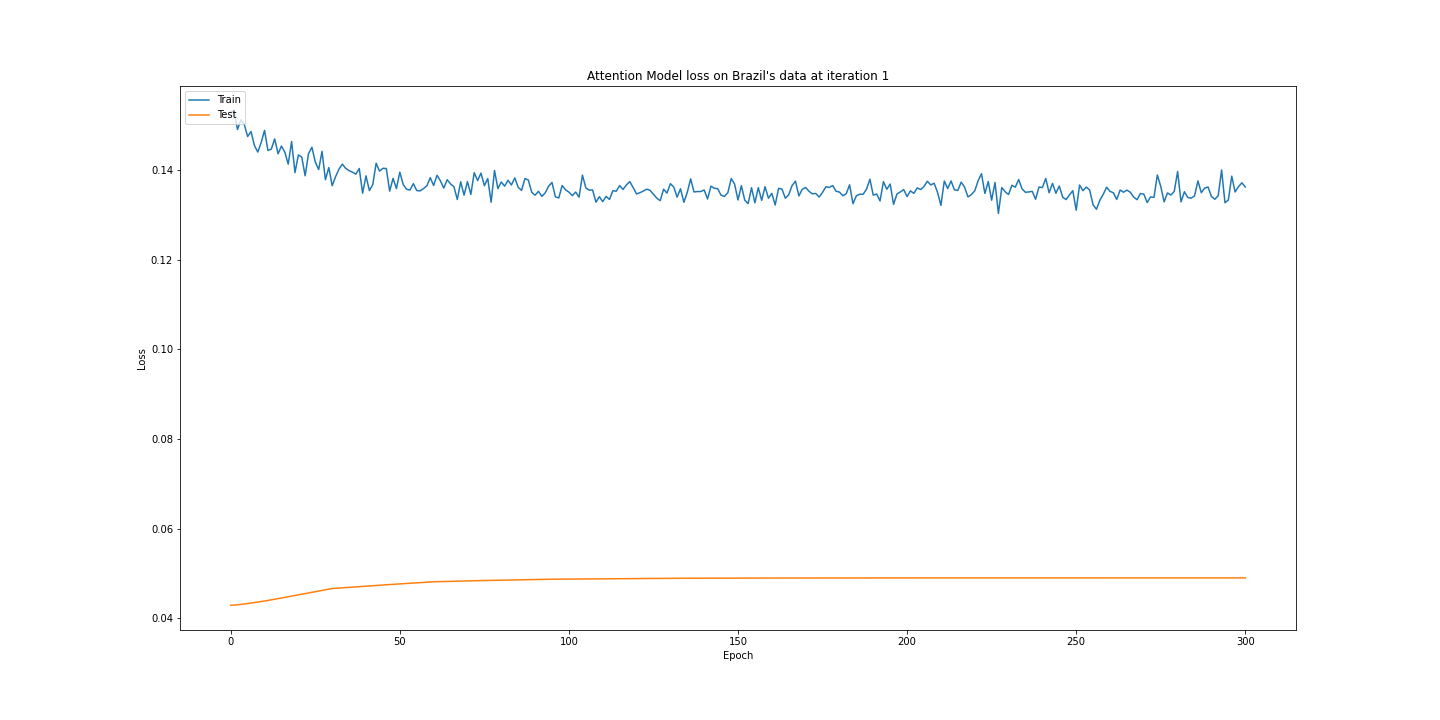 Attention Model loss on Brazil's data at iteration 1
Train
Test
0.14
0.12
0.10
0.08
0.06
0.04
Loss
0
50
100
150
200
250
300
Epoch